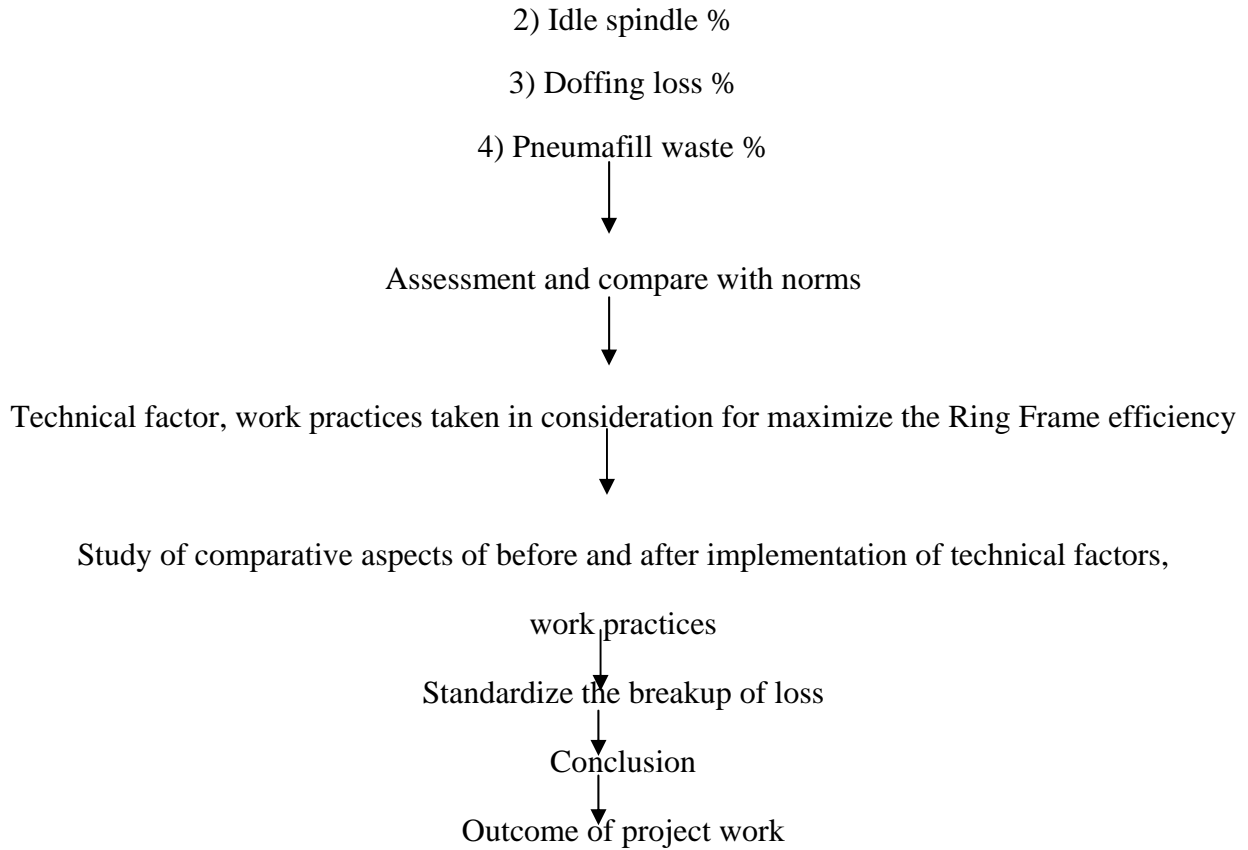 2) Idle spindle %
3) Doffing loss %
4) Pneumafill waste %
Assessment and compare with norms
Technical factor, work practices taken in consideration for maximize the Ring Frame efficiency
Study of comparative aspects of before and after implementation of technical factors,
work practices
Standardize the breakup of loss
Conclusion
Outcome of project work